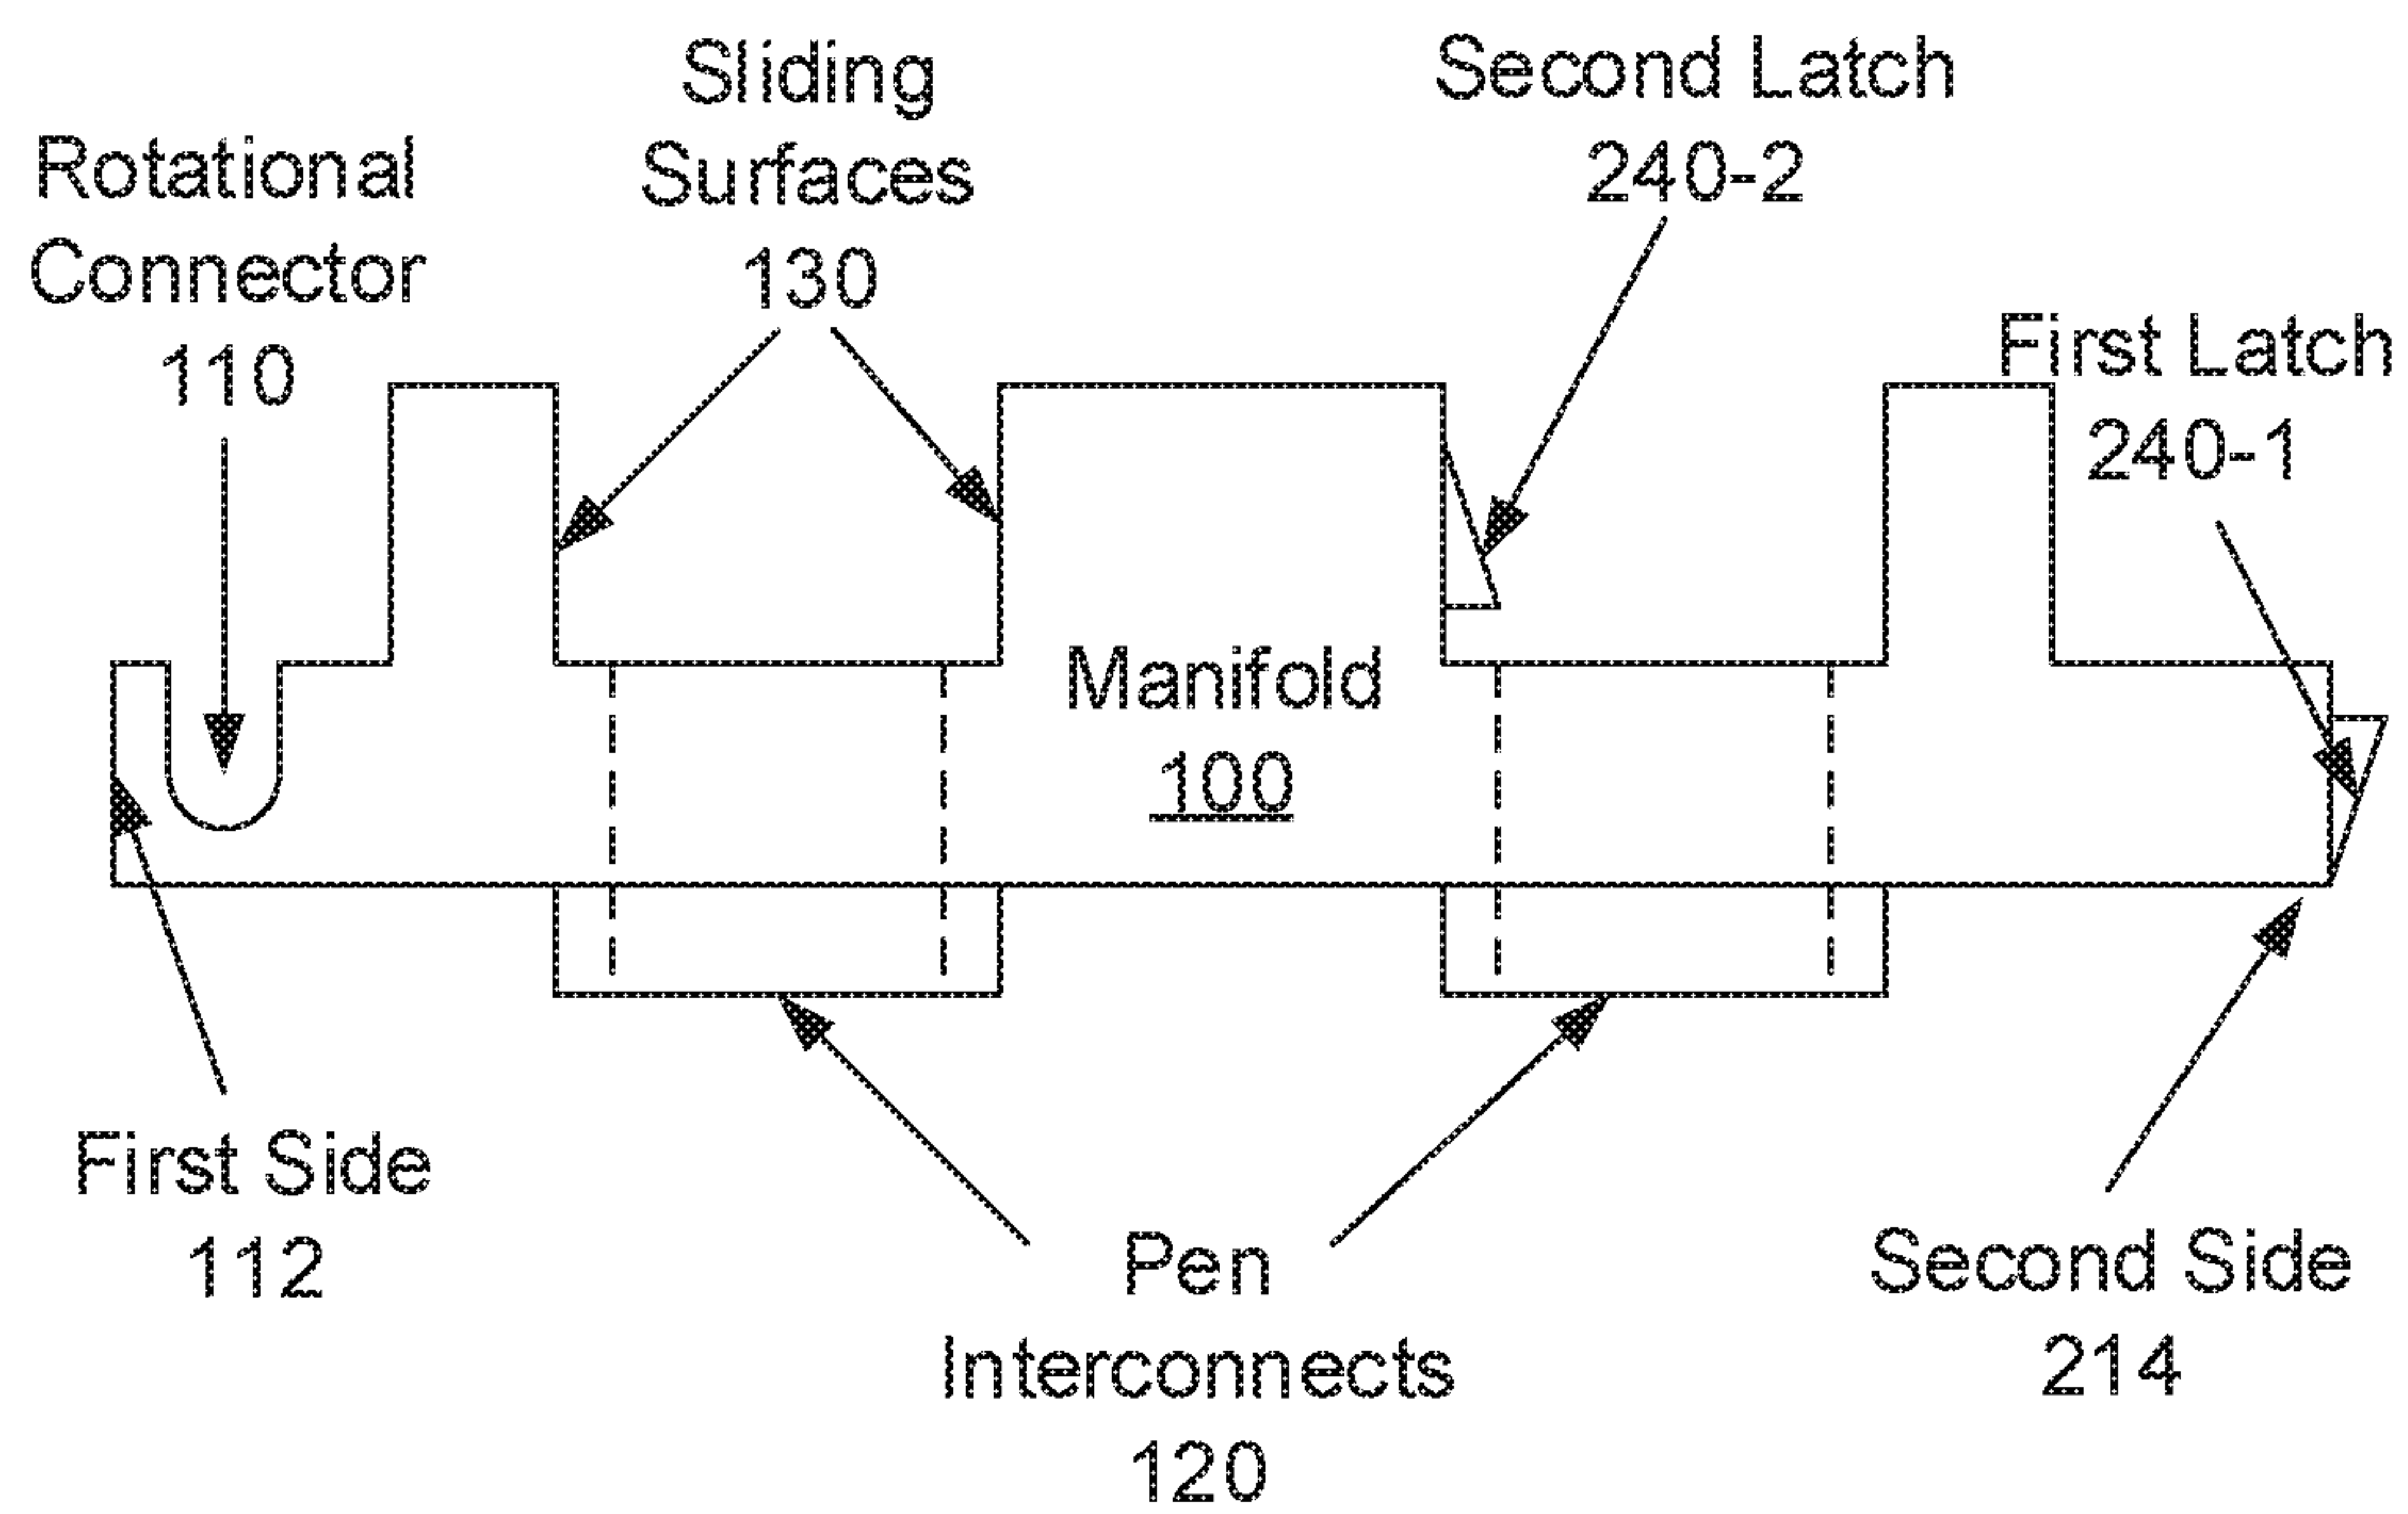 Sliding
Surfaces
130
Second Latch
240-2
Rotational
Connector
110
First Latch
240-1
Manifold
100
First Side
112
Pen
Interconnects
120
Second Side
214